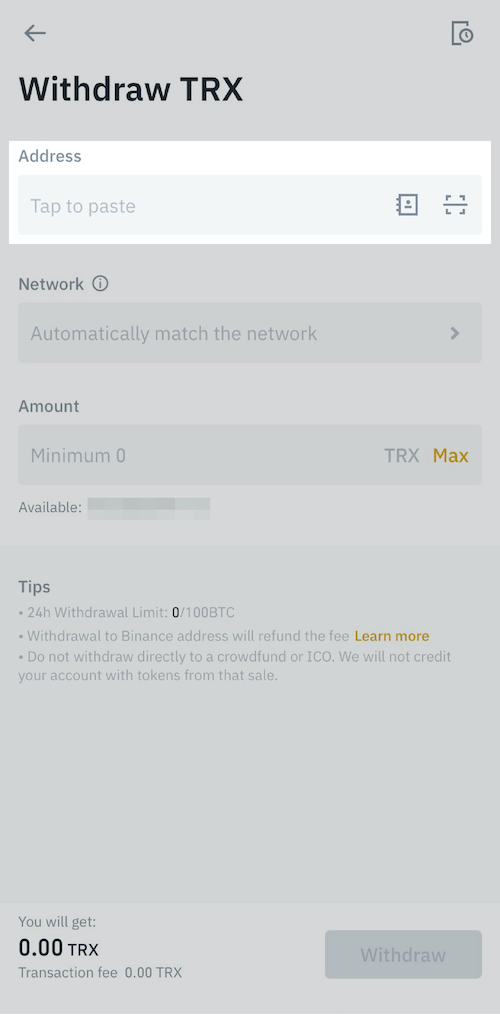 Withdraw TRX
Address
Tap to paste
Network
Automatically match the network
Amount
Minimum 0 TRX Max
Available:
Tips
• 24h Withdrawal Limit: 0/100BTC
• Withdrawal to Binance address will refund the fee Learn more
• Do not withdraw directly to a crowdfund or ICO. We will not credit
your account with tokens from that sale.
You will get:
0.00 TRX
Transaction fee 0.00 TRX
Withdraw